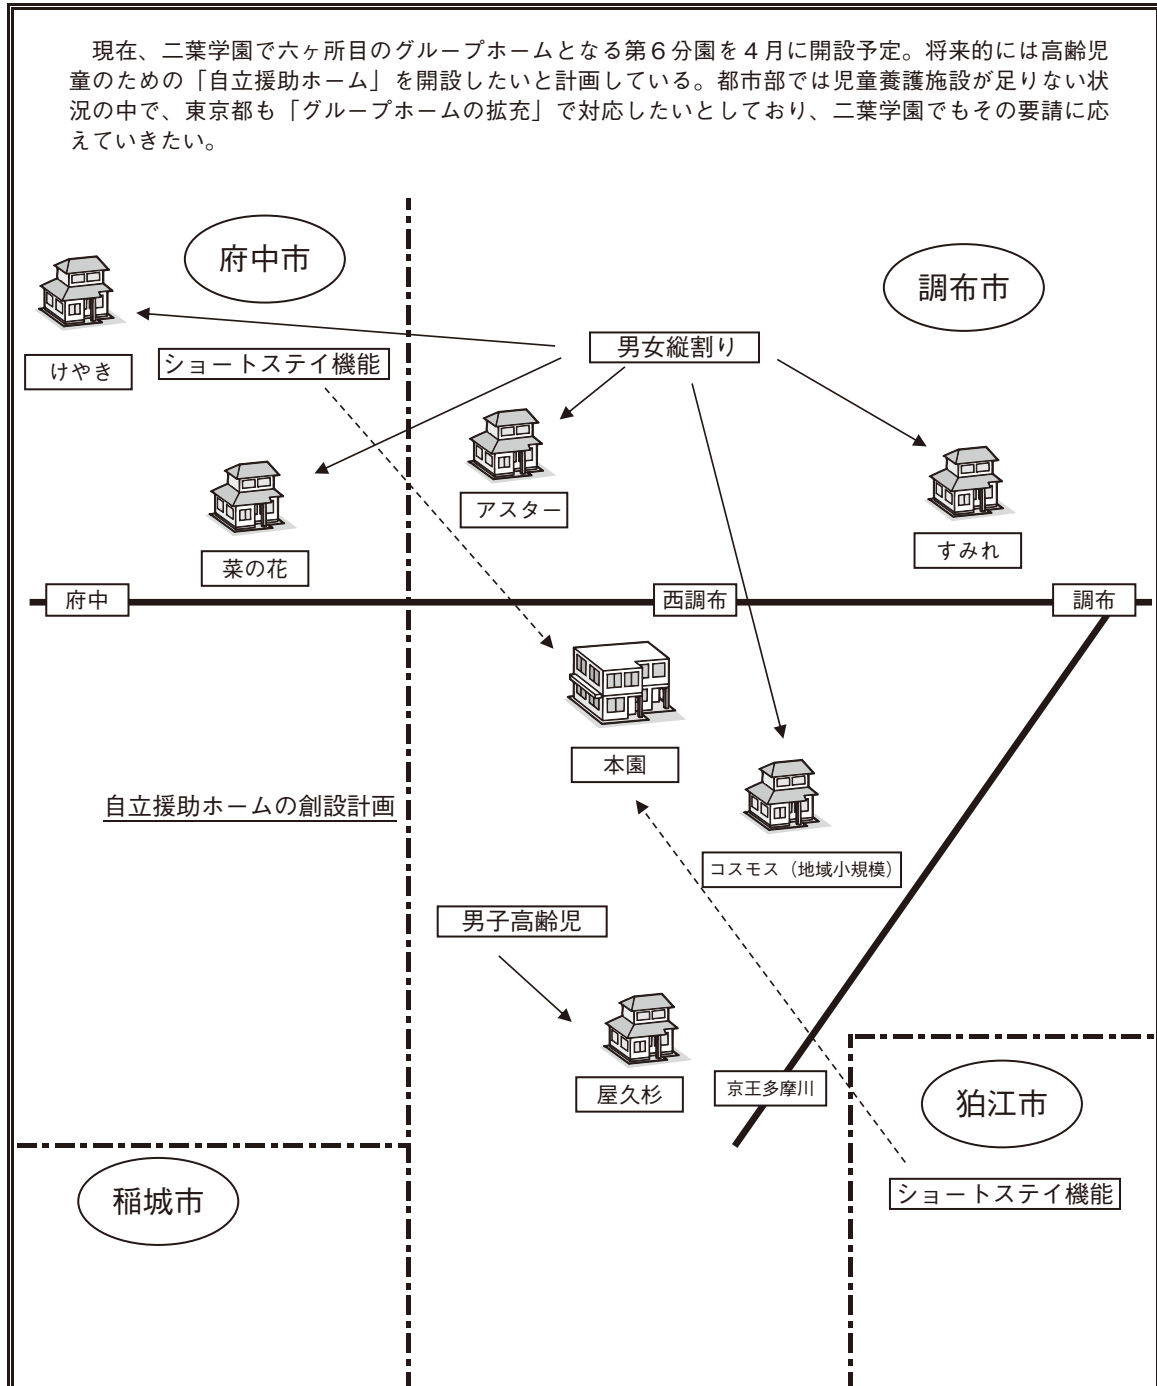 現在、二葉学園で六ヶ所目のグループホームとなる第６分園を４月に開設予定。将来的には高齢児
童のための「自立援助ホーム」を開設したいと計画している。都市部では児童養護施設が足りない状
況の中で、東京都も「グループホームの拡充」で対応したいとしており、二葉学園でもその要請に応
えていきたい。
府中市
調布市
男女縦割り
けやき
ショートステイ機能
アスター
すみれ
菜の花
府中
西調布
調布
本園
自立援助ホームの創設計画
コスモス（地域小規模）
男子高齢児
屋久杉
京王多摩川
狛江市
稲城市
ショートステイ機能